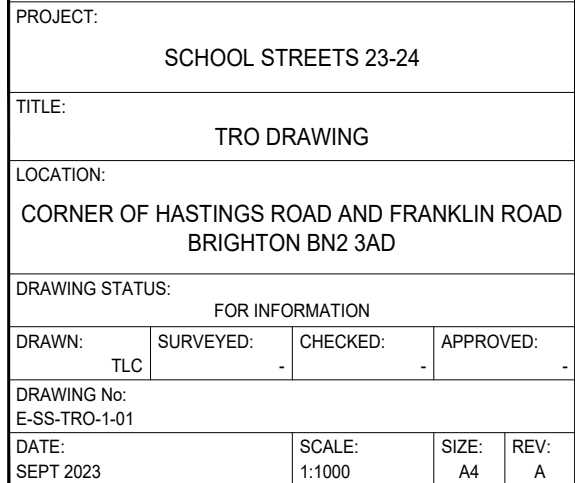 PROJECT:
SCHOOL STREETS 23-24
TITLE:
TRO DRAWING
LOCATION:
CORNER OF HASTINGS ROAD AND FRANKLIN ROAD
BRIGHTON BN2 3AD
DRAWING STATUS:
FOR INFORMATION
DRAWN: SURVEYED: CHECKED: APPROVED:
TLC - - -
DRAWING No:
E-SS-TRO-1-01
DATE: SCALE: SIZE: REV:
SEPT 2023 1:1000 A4 A